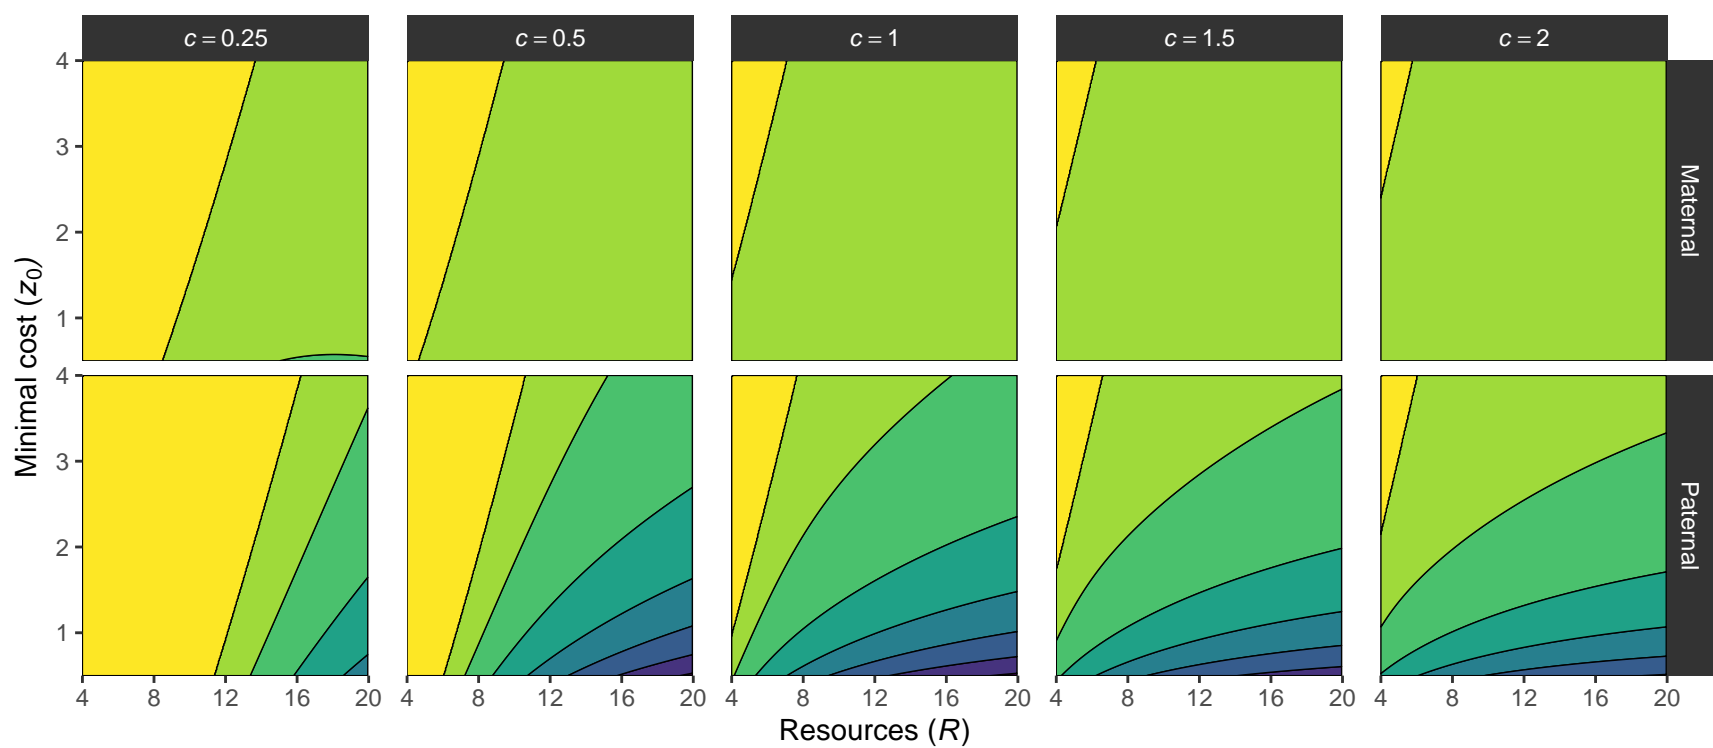 c = 0.25
c = 0.5
c = 1
c = 1.5
c = 2
Minimal cost (z₀)
4
3
2
1
Maternal
4
3
2
1
Paternal
4 8 12 16 20
4 8 12 16 20
4 8 12 16 20
4 8 12 16 20
4 8 12 16 20
Resources (R)